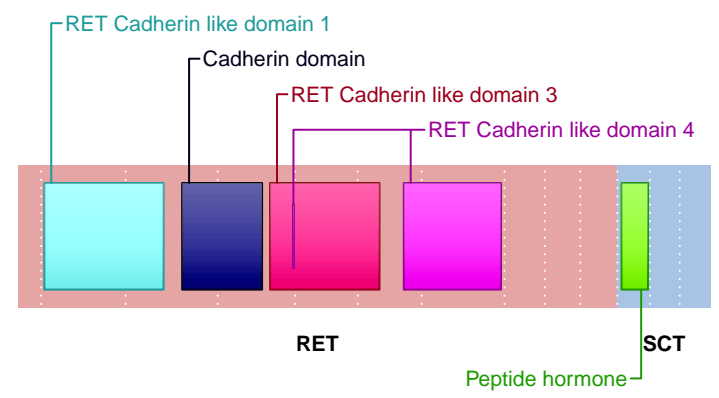 RET Cadherin like domain 1
Cadherin domain
RET Cadherin like domain 3
RET Cadherin like domain 4
RET
SCT
Peptide hormone